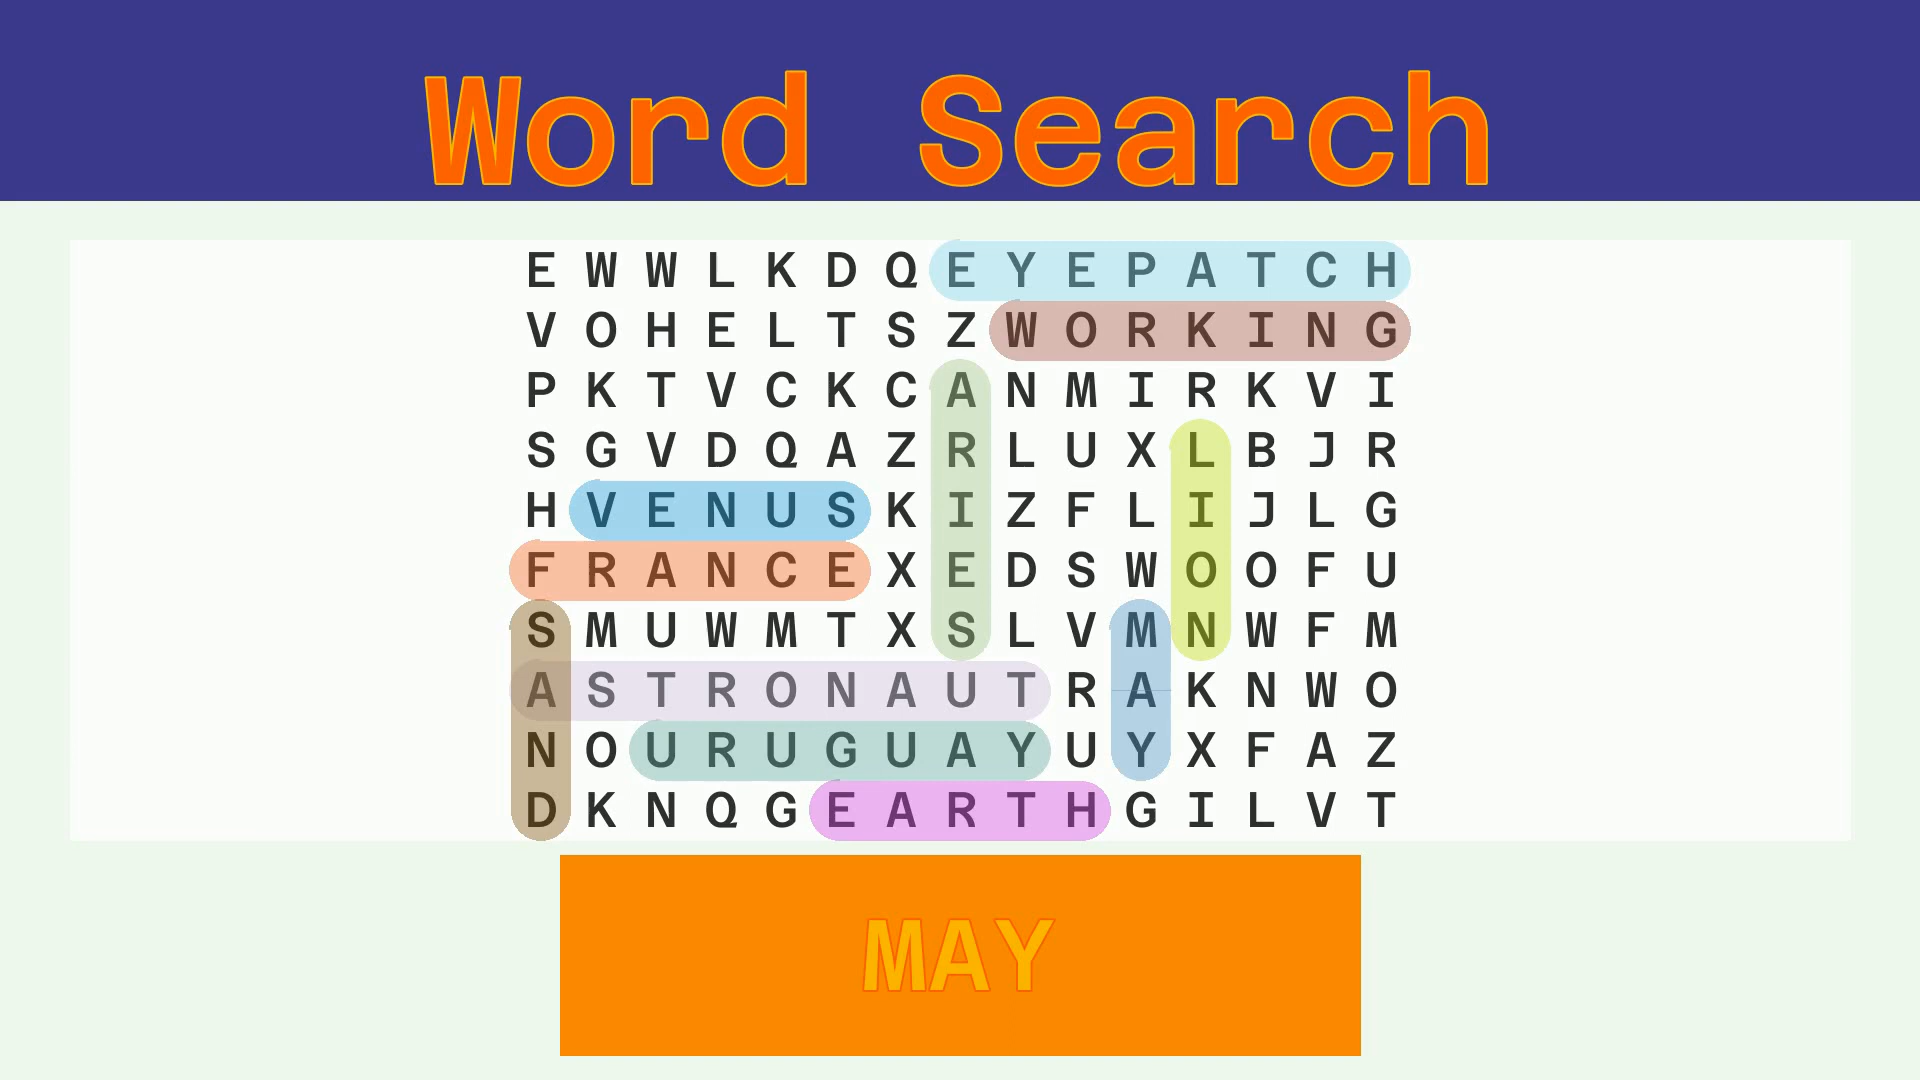 Word Search
E W W L K D Q E Y E P A T C H
V O H E L T S Z W O R K I N G
P K T V C K C A N M I R K V I
S G V D Q A Z R L U X L B J R
H V E N U S K I Z F L I J L G
F R A N C E X E D S W O O F U
S M U W M T X S L V M N W F M
A S T R O N A U T R A K N W O
N O U R U G U A Y U Y X F A Z
D K N Q G E A R T H G I L V T
MAY